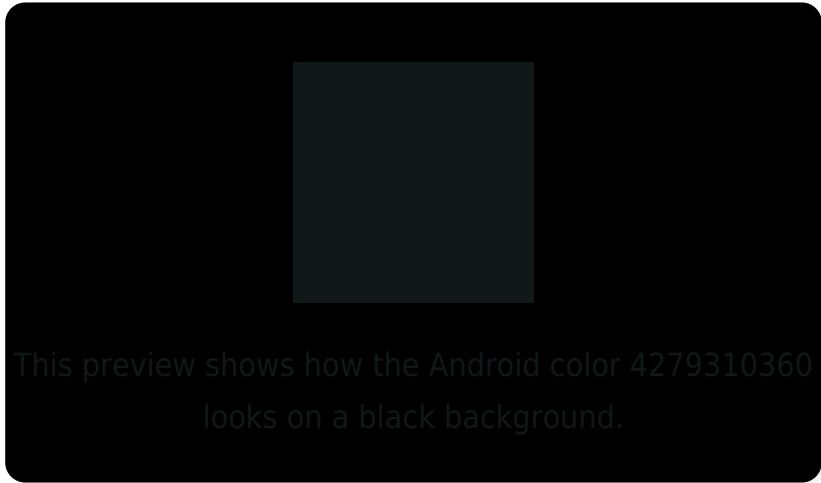 This preview shows how the Android color 4279310360
looks on a black background.